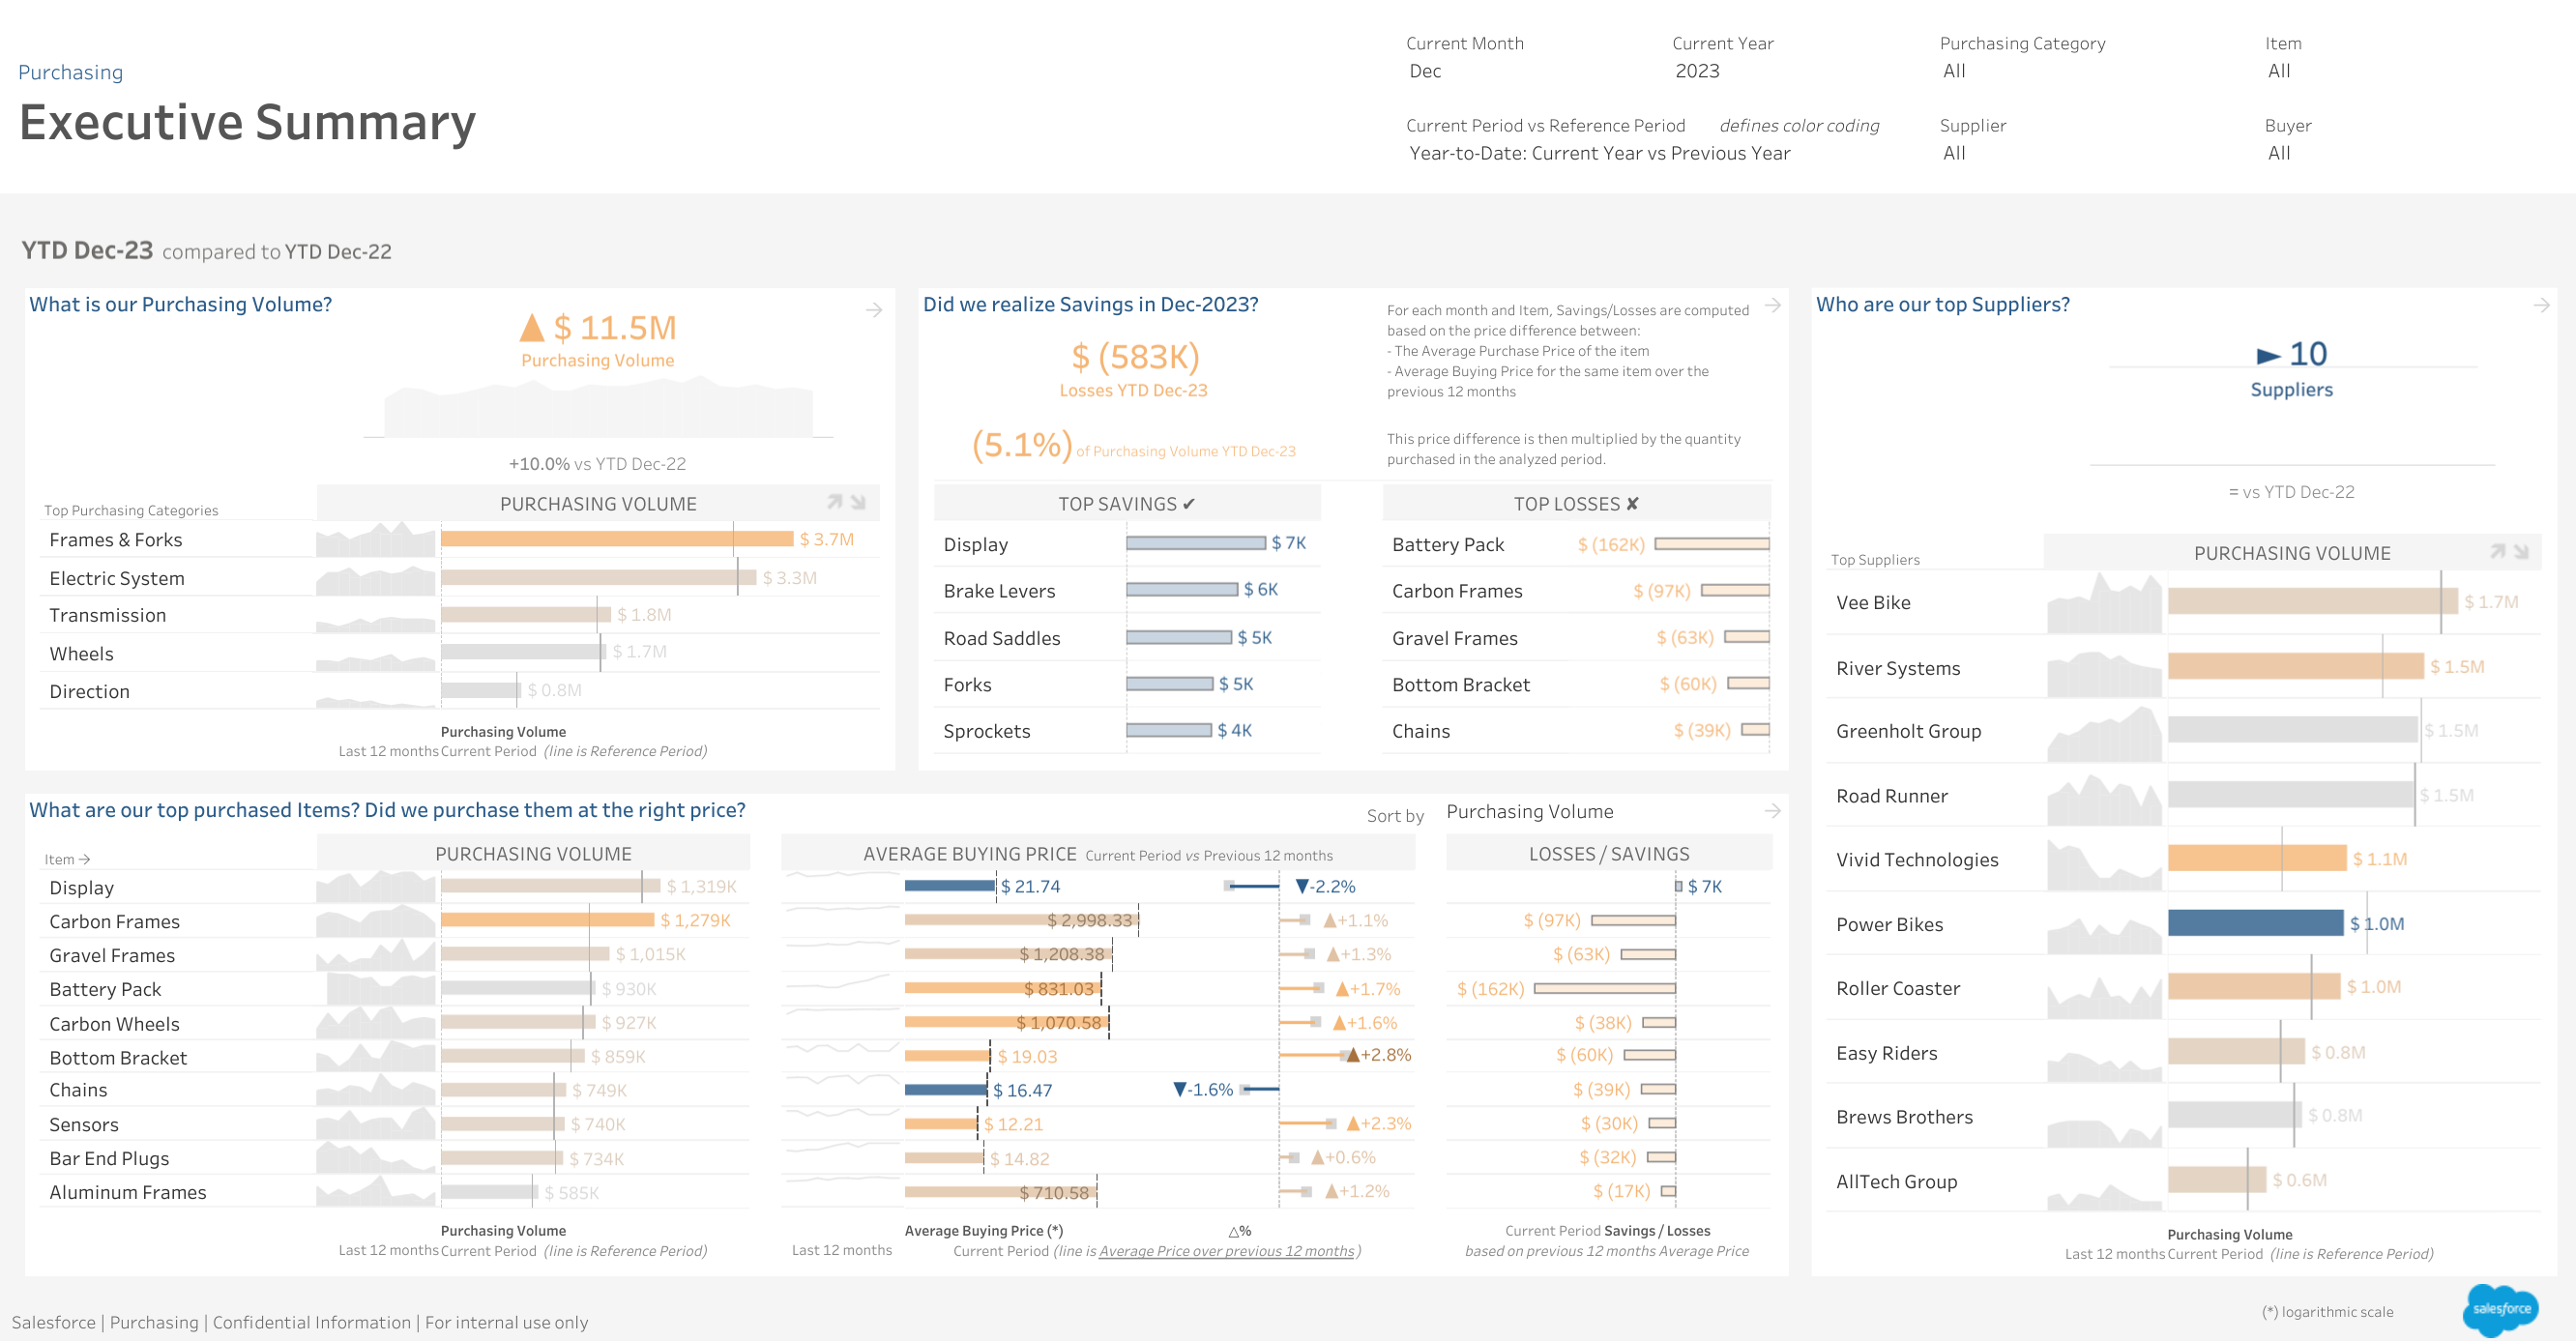 Purchasing
Executive Summary
Current Month
Dec
Current Year
2023
Purchasing Category
All
Item
All
Current Period vs Reference Period defines color coding
Year-to-Date: Current Year vs Previous Year
Supplier
All
Buyer
All
YTD Dec-23 compared to YTD Dec-22
What is our Purchasing Volume? →
▲ $ 11.5M
Purchasing Volume
+10.0% vs YTD Dec-22
Top Purchasing Categories
PURCHASING VOLUME
Frames & Forks $ 3.7M
Electric System $ 3.3M
Transmission $ 1.8M
Wheels $ 1.7M
Direction $ 0.8M
Purchasing Volume
Last 12 months Current Period (line is Reference Period)
Did we realize Savings in Dec-2023? →
$ (583K)
Losses YTD Dec-23
(5.1%) of Purchasing Volume YTD Dec-23
For each month and Item, Savings/Losses are computed
based on the price difference between:
- The Average Purchase Price of the item
- Average Buying Price for the same item over the
previous 12 months
This price difference is then multiplied by the quantity
purchased in the analyzed period.
TOP SAVINGS ✔
Display $ 7K
Brake Levers $ 6K
Road Saddles $ 5K
Forks $ 5K
Sprockets $ 4K
TOP LOSSES ✘
Battery Pack $ (162K)
Carbon Frames $ (97K)
Gravel Frames $ (63K)
Bottom Bracket $ (60K)
Chains $ (39K)
Who are our top Suppliers? →
► 10
Suppliers
= vs YTD Dec-22
Top Suppliers
PURCHASING VOLUME
Vee Bike $ 1.7M
River Systems $ 1.5M
Greenholt Group $ 1.5M
Road Runner $ 1.5M
Vivid Technologies $ 1.1M
Power Bikes $ 1.0M
Roller Coaster $ 1.0M
Easy Riders $ 0.8M
Brews Brothers $ 0.8M
AllTech Group $ 0.6M
Purchasing Volume
Last 12 months Current Period (line is Reference Period)
What are our top purchased Items? Did we purchase them at the right price?
Sort by Purchasing Volume →
Item →
PURCHASING VOLUME
AVERAGE BUYING PRICE Current Period vs Previous 12 months
LOSSES / SAVINGS
Display $ 1,319K $ 21.74 ▼-2.2% $ 7K
Carbon Frames $ 1,279K $ 2,998.33 ▲+1.1% $ (97K)
Gravel Frames $ 1,015K $ 1,208.38 ▲+1.3% $ (63K)
Battery Pack $ 930K $ 831.03 ▲+1.7% $ (162K)
Carbon Wheels $ 927K $ 1,070.58 ▲+1.6% $ (38K)
Bottom Bracket $ 859K $ 19.03 ▲+2.8% $ (60K)
Chains $ 749K $ 16.47 ▼-1.6% $ (39K)
Sensors $ 740K $ 12.21 ▲+2.3% $ (30K)
Bar End Plugs $ 734K $ 14.82 ▲+0.6% $ (32K)
Aluminum Frames $ 585K $ 710.58 ▲+1.2% $ (17K)
Purchasing Volume
Last 12 months Current Period (line is Reference Period)
Average Buying Price (*) △%
Last 12 months Current Period (line is Average Price over previous 12 months)
Current Period Savings / Losses
based on previous 12 months Average Price
Salesforce | Purchasing | Confidential Information | For internal use only
(*) logarithmic scale
salesforce